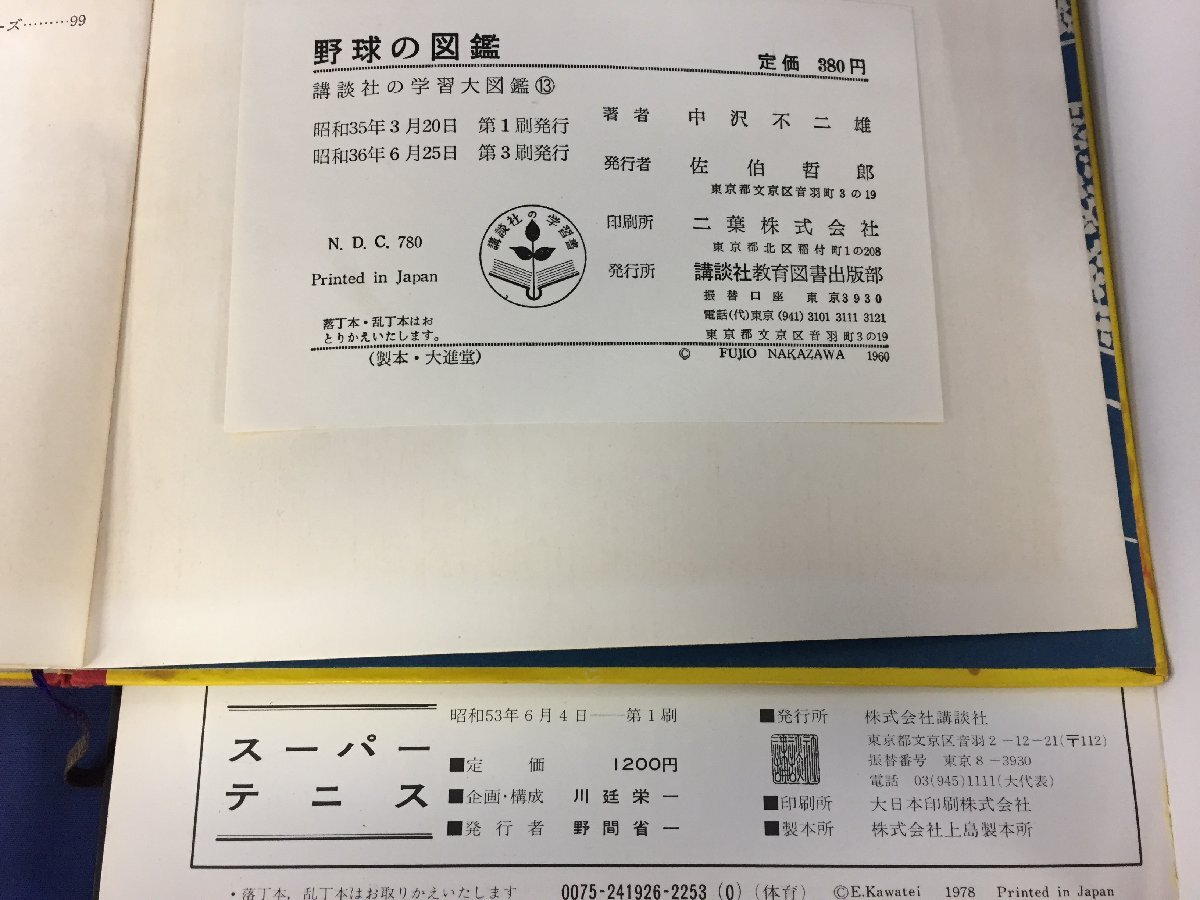 ーズ………99
野球の図鑑
定価 380円
講談社の学習大図鑑⑬
昭和35年3月20日 第1刷発行
昭和36年6月25日 第3刷発行
著者 中沢不二雄
発行者 佐伯哲郎
東京都文京区音羽町3の19
印刷所 二葉株式会社
東京都北区稲付町1の208
発行所 講談社教育図書出版部
振替口座 東京3930
電話(代)東京(941)3101 3111 3121
東京都文京区音羽町3の19
N. D. C. 780
Printed in Japan
講談社の学習書
落丁本・乱丁本はお
とりかえいたします。
(製本・大進堂)
© FUJIO NAKAZAWA 1960
スーパー
テニス
昭和53年6月4日――第1刷
■定価 1200円
■企画・構成 川廷栄一
■発行者 野間省一
■発行所 株式会社講談社
東京都文京区音羽2-12-21(〒112)
振替番号 東京8-3930
電話 03(945)1111(大代表)
■印刷所 大日本印刷株式会社
■製本所 株式会社上島製本所
・落丁本,乱丁本はお取りかえいたします
0075-241926-2253(0)(体育)
©E.Kawatei 1978 Printed in Japan